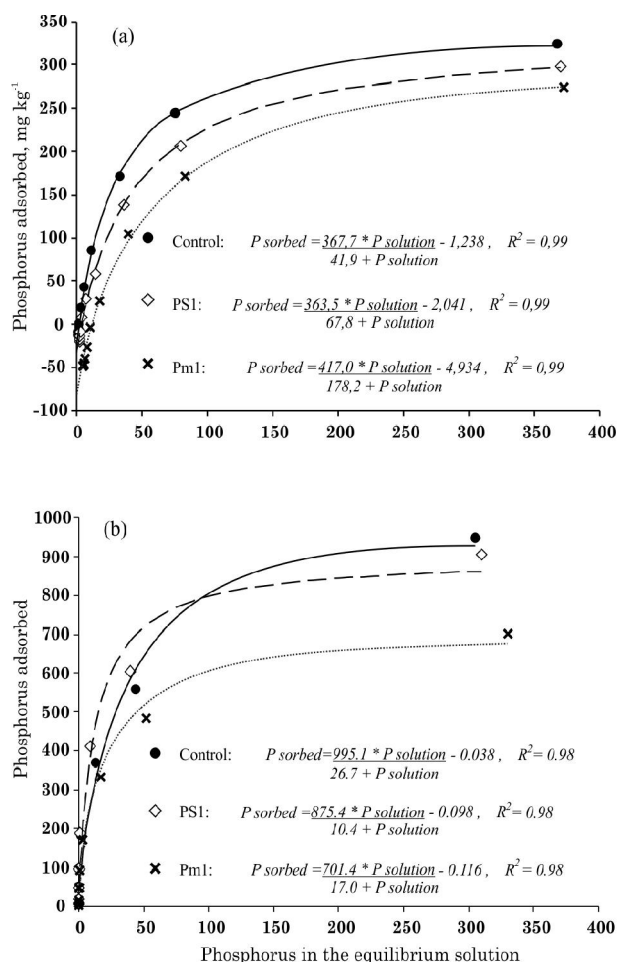 (a)
350
300
250
200
150
100
50
0
-50
-100
Phosphorus adsorbed, mg kg-1
Control: P sorbed =367,7 * P solution - 1,238 , R2 = 0,99
41,9 + P solution
PS1: P sorbed =363,5 * P solution - 2,041 , R2 = 0,99
67,8 + P solution
Pm1: P sorbed =417,0 * P solution - 4,934 , R2 = 0,99
178,2 + P solution
0 50 100 150 200 250 300 350 400
(b)
1000
900
800
700
600
500
400
300
200
100
0
Phosphorus adsorbed
Control: P sorbed=995.1 * P solution - 0.038 , R2 = 0.98
26.7 + P solution
PS1: P sorbed=875.4 * P solution - 0.098 , R2 = 0.98
10.4 + P solution
Pm1: P sorbed=701.4 * P solution - 0.116 , R2 = 0.98
17.0 + P solution
0 50 100 150 200 250 300 350 400
Phosphorus in the equilibrium solution